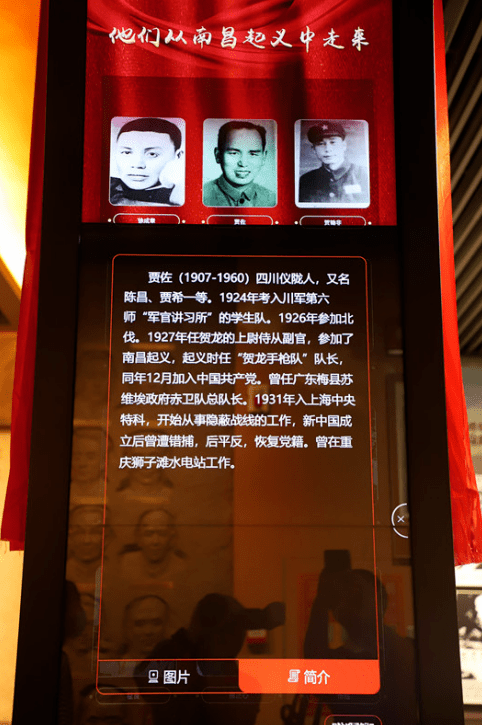 他们从南昌起义中走来
贾佐
贾佐（1907-1960）四川仪陇人，又名
陈昌、贾希一等。1924年考入川军第六
师“军官讲习所”的学生队。1926年参加北
伐。1927年任贺龙的上尉侍从副官，参加了
南昌起义，起义时任“贺龙手枪队”队长，
同年12月加入中国共产党。曾任广东梅县苏
维埃政府赤卫队总队长。1931年入上海中央
特科，开始从事隐蔽战线的工作，新中国成
立后曾遭错捕，后平反，恢复党籍。曾在重
庆狮子滩水电站工作。
图片 简介